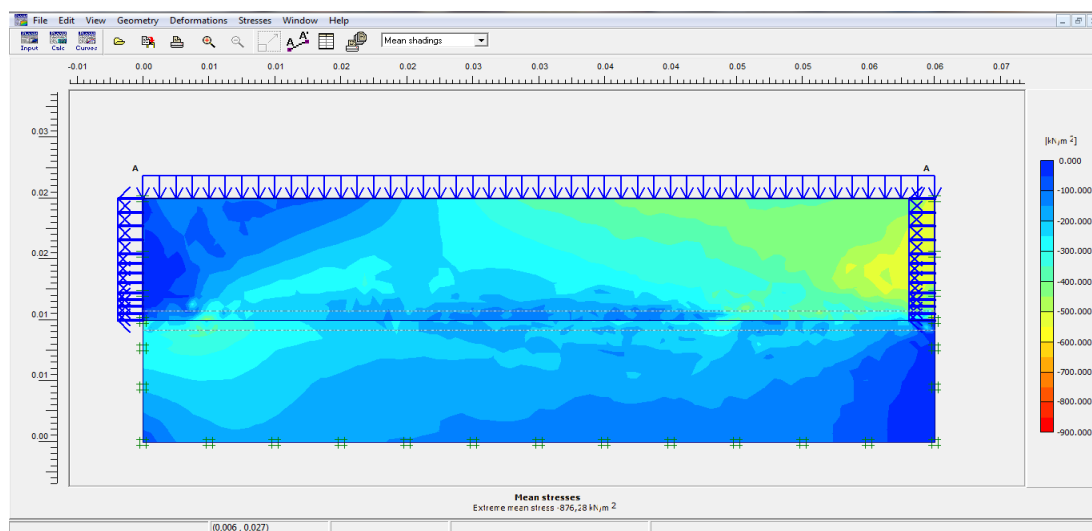 File Edit View Geometry Deformations Stresses Window Help
Input Calc Curves Mean shadings
-0.01 0.00 0.01 0.01 0.02 0.02 0.03 0.03 0.04 0.04 0.05 0.05 0.06 0.06 0.07
0.03
0.02
0.02
0.01
0.01
0.00
A A
[kN/m 2]
0.000
-100.000
-200.000
-300.000
-400.000
-500.000
-600.000
-700.000
-800.000
-900.000
Mean stresses
Extreme mean stress -876,28 kN/m 2
(0.006 , 0.027)